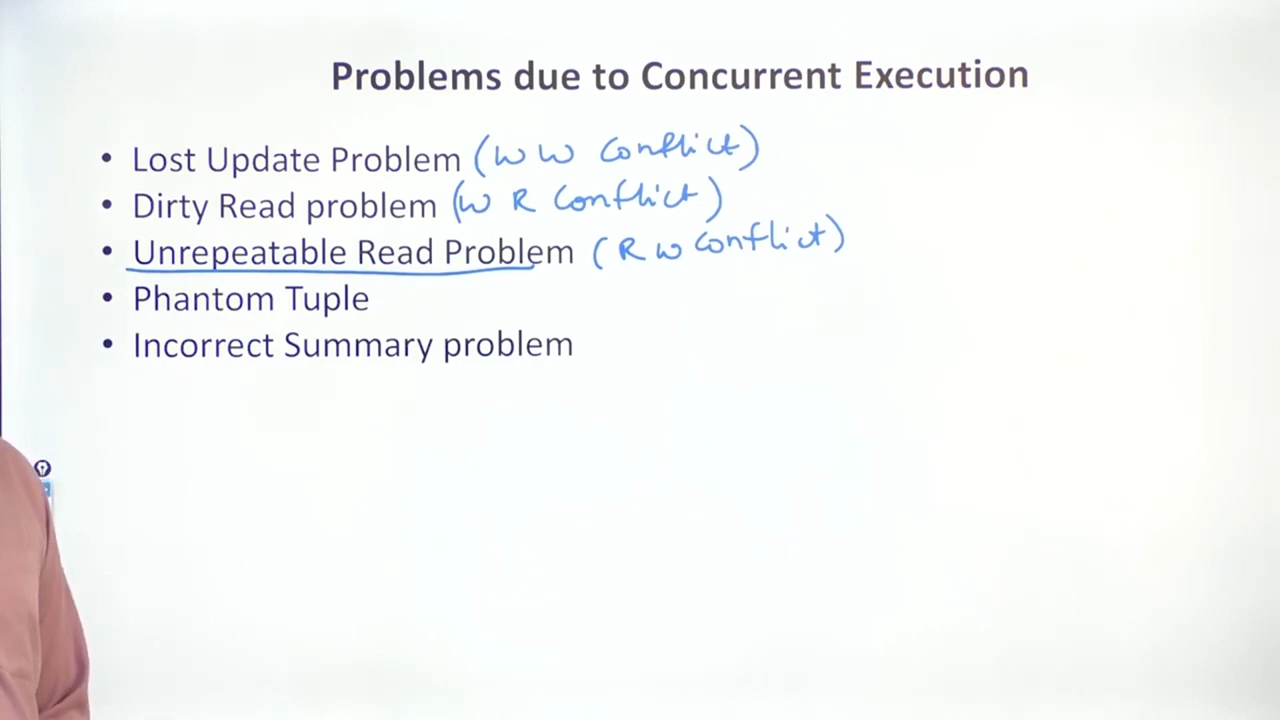 Problems due to Concurrent Execution
• Lost Update Problem (W W Conflict)
• Dirty Read problem (W R Conflict)
• Unrepeatable Read Problem (R W Conflict)
• Phantom Tuple
• Incorrect Summary problem